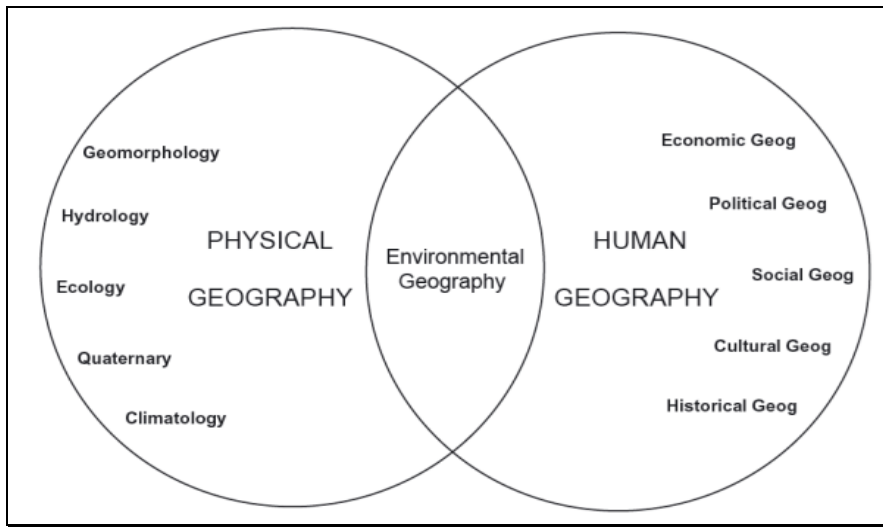 Geomorphology
Hydrology
Ecology
Quaternary
Climatology
PHYSICAL
GEOGRAPHY
Environmental
Geography
HUMAN
GEOGRAPHY
Economic Geog
Political Geog
Social Geog
Cultural Geog
Historical Geog